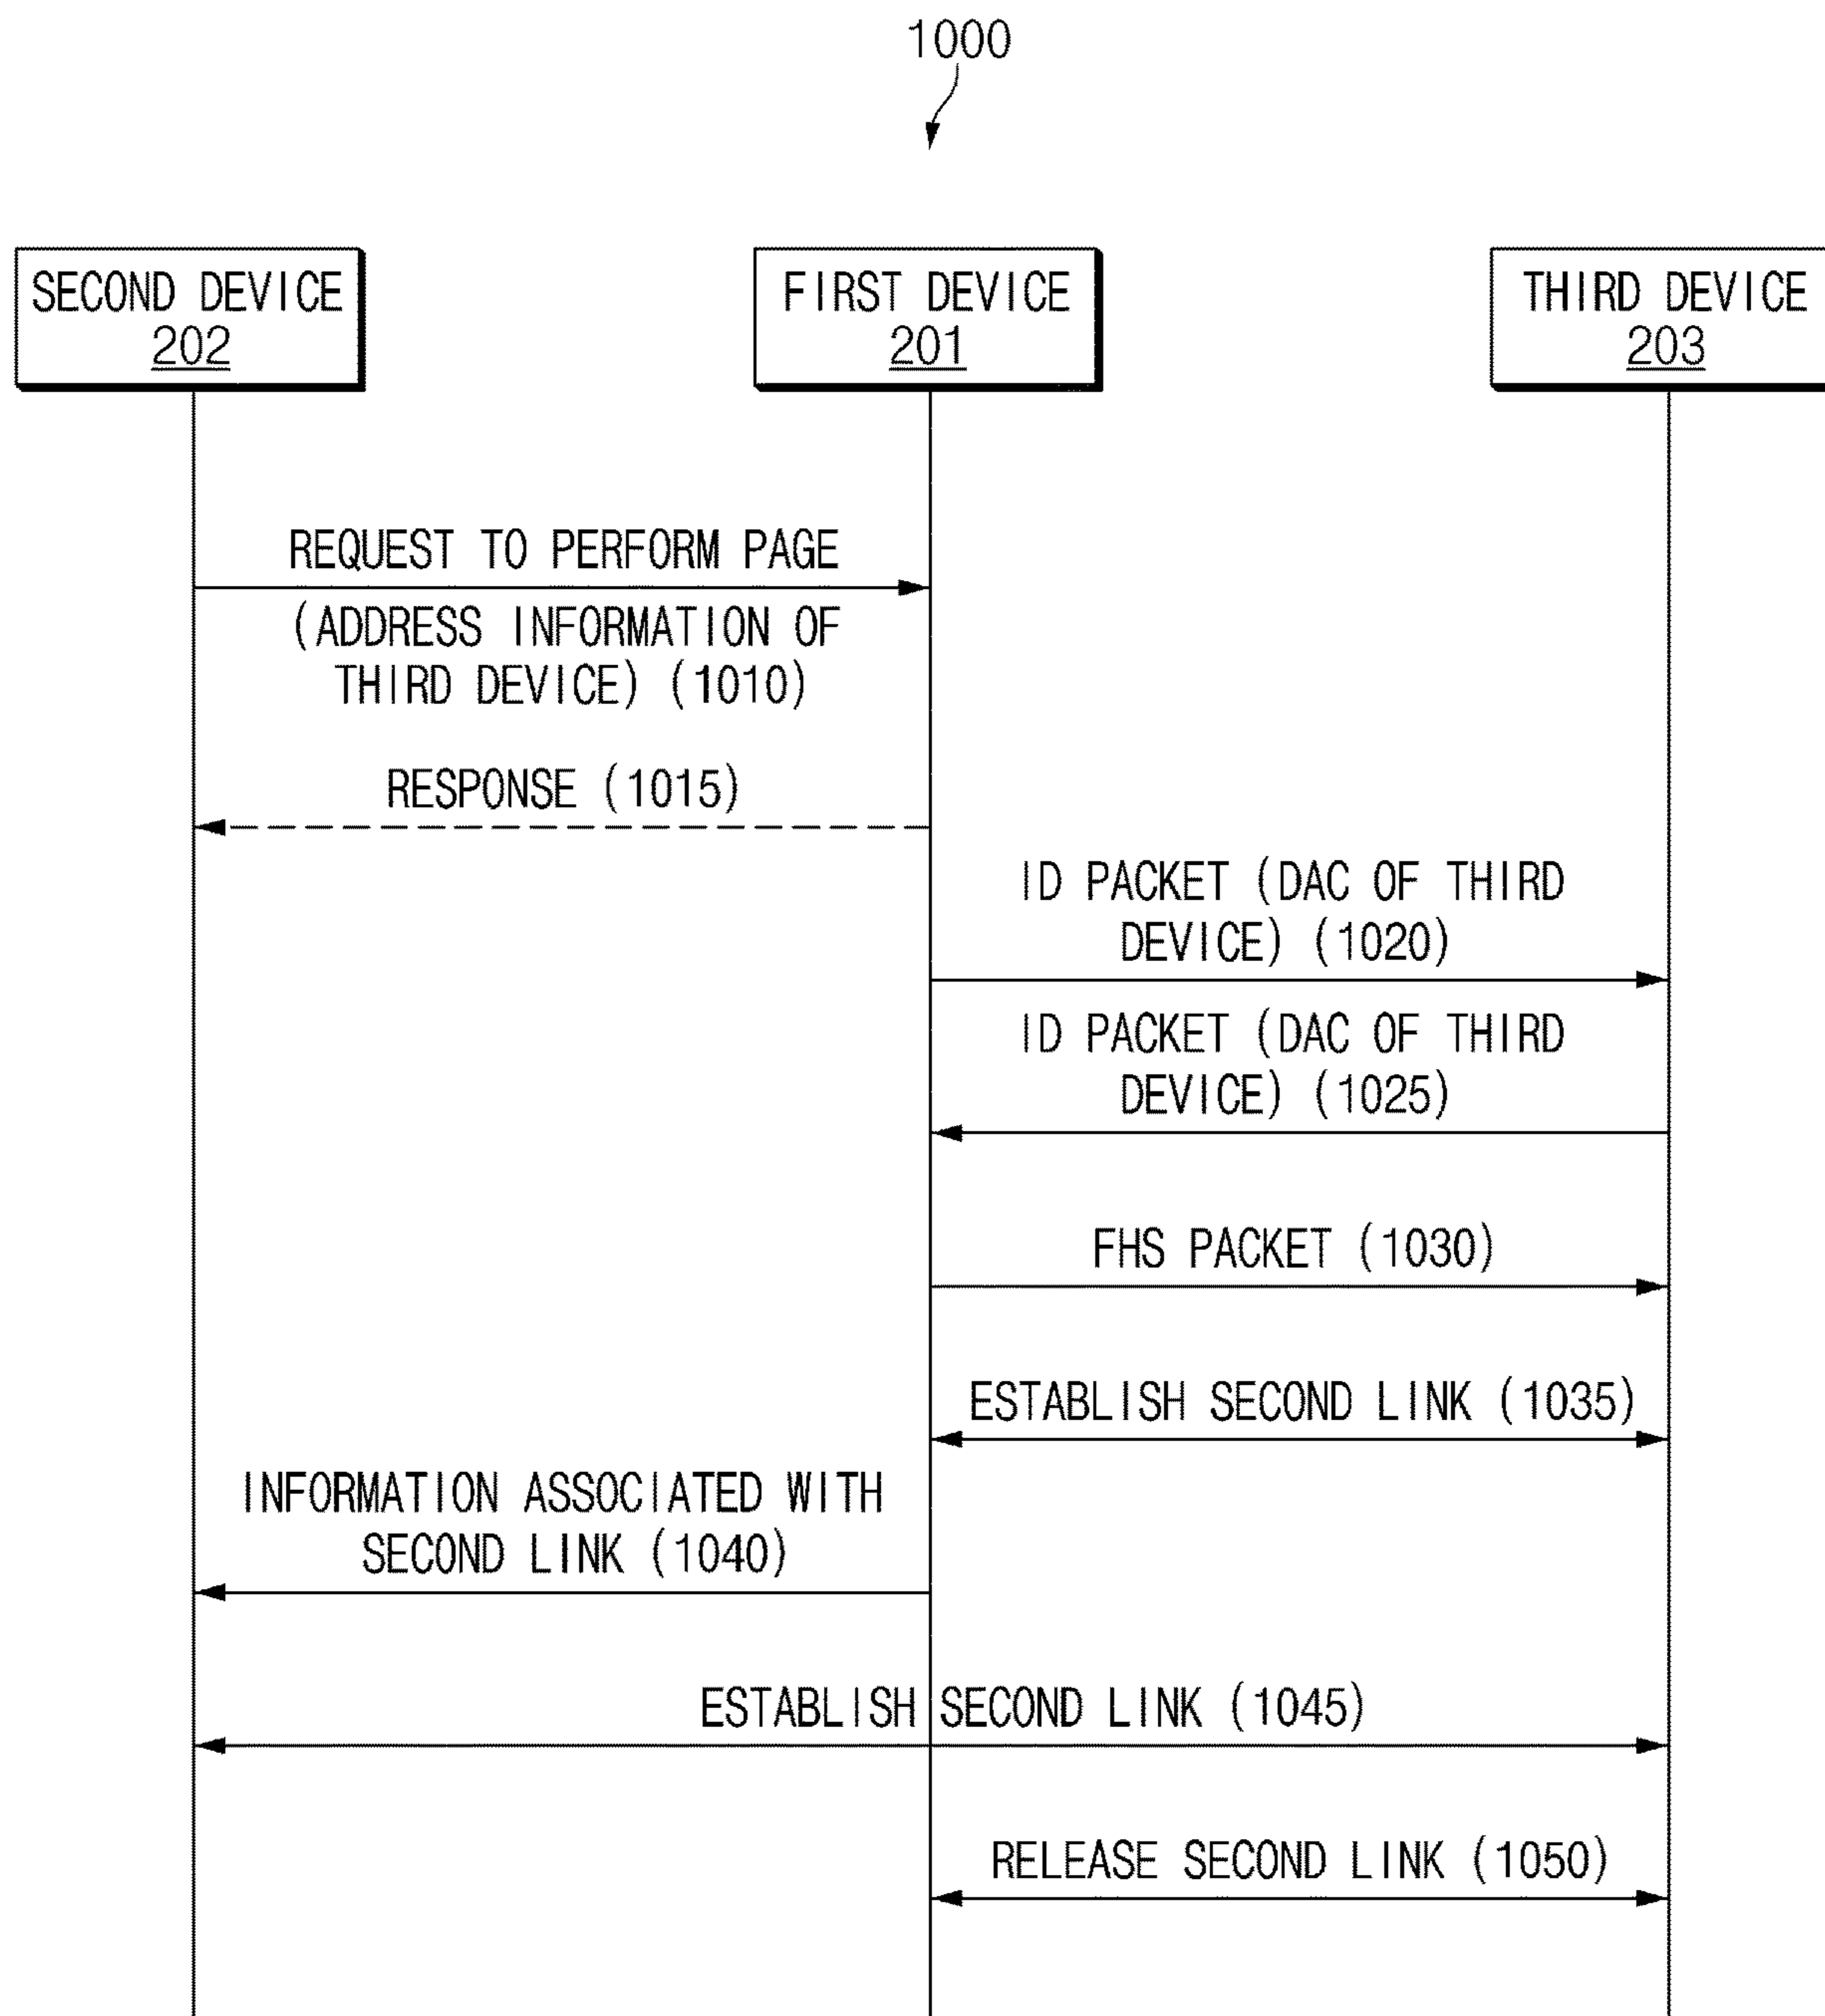 1000
SECOND DEVICE
202
FIRST DEVICE
201
THIRD DEVICE
203
REQUEST TO PERFORM PAGE
(ADDRESS INFORMATION OF
THIRD DEVICE) (1010)
RESPONSE (1015)
ID PACKET (DAC OF THIRD
DEVICE) (1020)
ID PACKET (DAC OF THIRD
DEVICE) (1025)
FHS PACKET (1030)
ESTABLISH SECOND LINK (1035)
INFORMATION ASSOCIATED WITH
SECOND LINK (1040)
ESTABLISH SECOND LINK (1045)
RELEASE SECOND LINK (1050)